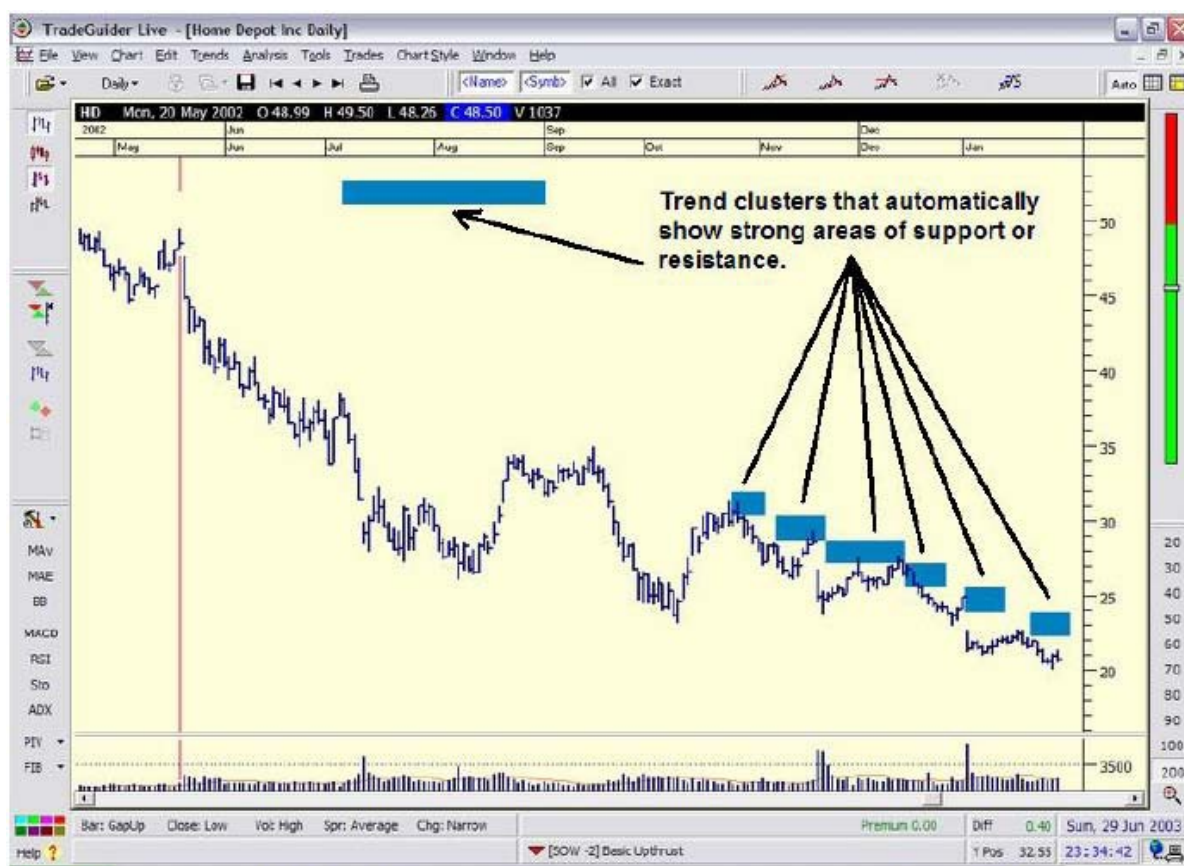 TradeGuider Live - [Home Depot Inc Daily]
File View Chart Edit Trends Analysis Tools Trades ChartStyle Window Help
Daily <Name> <Symb> All Exact Auto
HD Mon, 20 May 2002 O 48.99 H 49.50 L 48.26 C 48.50 V 1037
2002 Jun Sep Dec
May Jun Jul Aug Sep Oct Nov Dec Jan
Trend clusters that automatically
show strong areas of support or
resistance.
50
45
40
35
30
25
20
3500
MAv
MAE
BB
MACD
RSI
Sto
ADX
PIV
FIB
20
30
40
50
60
70
80
90
100
200
Bar: GapUp Close: Low Vol: High Spr: Average Chg: Narrow Premium 0.00 Diff 0.40 Sun, 29 Jun 2003
Help ? [SOW -2] Basic Upthrust Y Pos 32.55 23:34:42